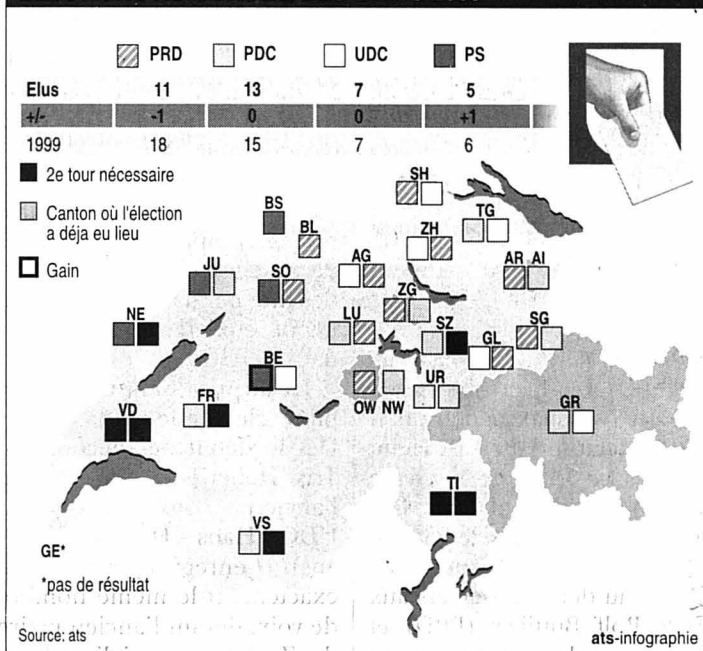 PRD PDC UDC PS
Elus 11 13 7 5
+/- -1 0 0 +1
1999 18 15 7 6
2e tour nécessaire
Canton où l'élection
a déja eu lieu
Gain
SH
BS
TG
BL
ZH
AG
AR AI
JU
SO
ZG
NE
LU
SZ
SG
GL
BE
UR
OW NW
GR
FR
VD
TI
VS
GE*
*pas de résultat
Source: ats
ats-infographie